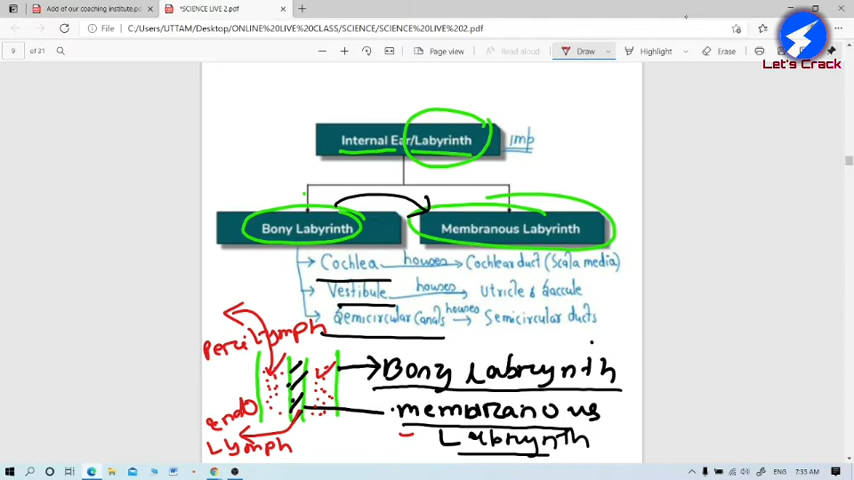 Add of our coaching institute.pdf
*SCIENCE LIVE 2.pdf
File
C:/Users/UTTAM/Desktop/ONLINE%20LIVE%20CLASS/SCIENCE/SCIENCE%20LIVE%202.pdf
Let's Crack
9 of 31
Page view
Read aloud
Draw
Highlight
Erase
Internal Ear/Labyrinth
imp
Bony Labyrinth
Membranous Labyrinth
Cochlea houses Cochlear duct (Scala media)
Vestibule houses Utricle & Saccule
Semicircular Canals houses Semicircular ducts
Perilymph
Bony Labrynth
endo
Lymph
membranous
Labrynth
7:35 AM